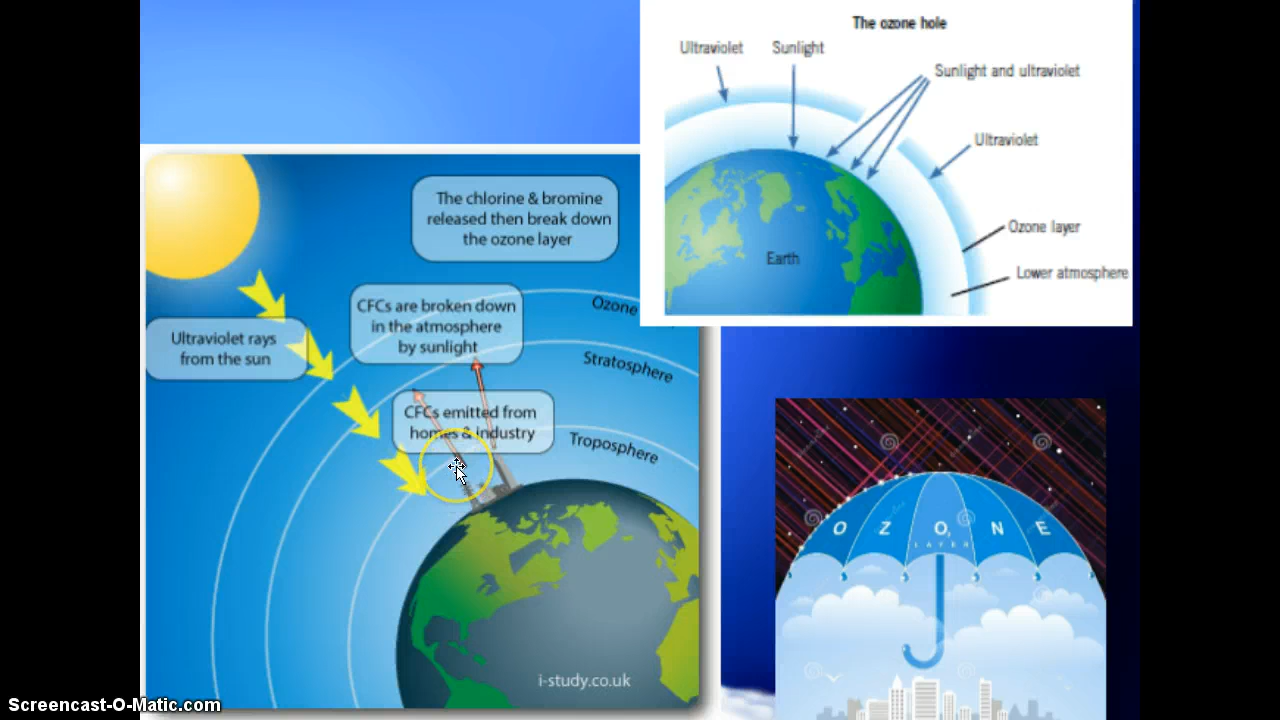 The ozone hole
Ultraviolet
Sunlight
Sunlight and ultraviolet
Ultraviolet
Ozone layer
Lower atmosphere
Earth
The chlorine & bromine
released then break down
the ozone layer
CFCs are broken down
in the atmosphere
by sunlight
Ozone
Ultraviolet rays
from the sun
Stratosphere
CFCs emitted from
homes & industry
Troposphere
i-study.co.uk
OZONE
LAYER
Screencast-O-Matic.com